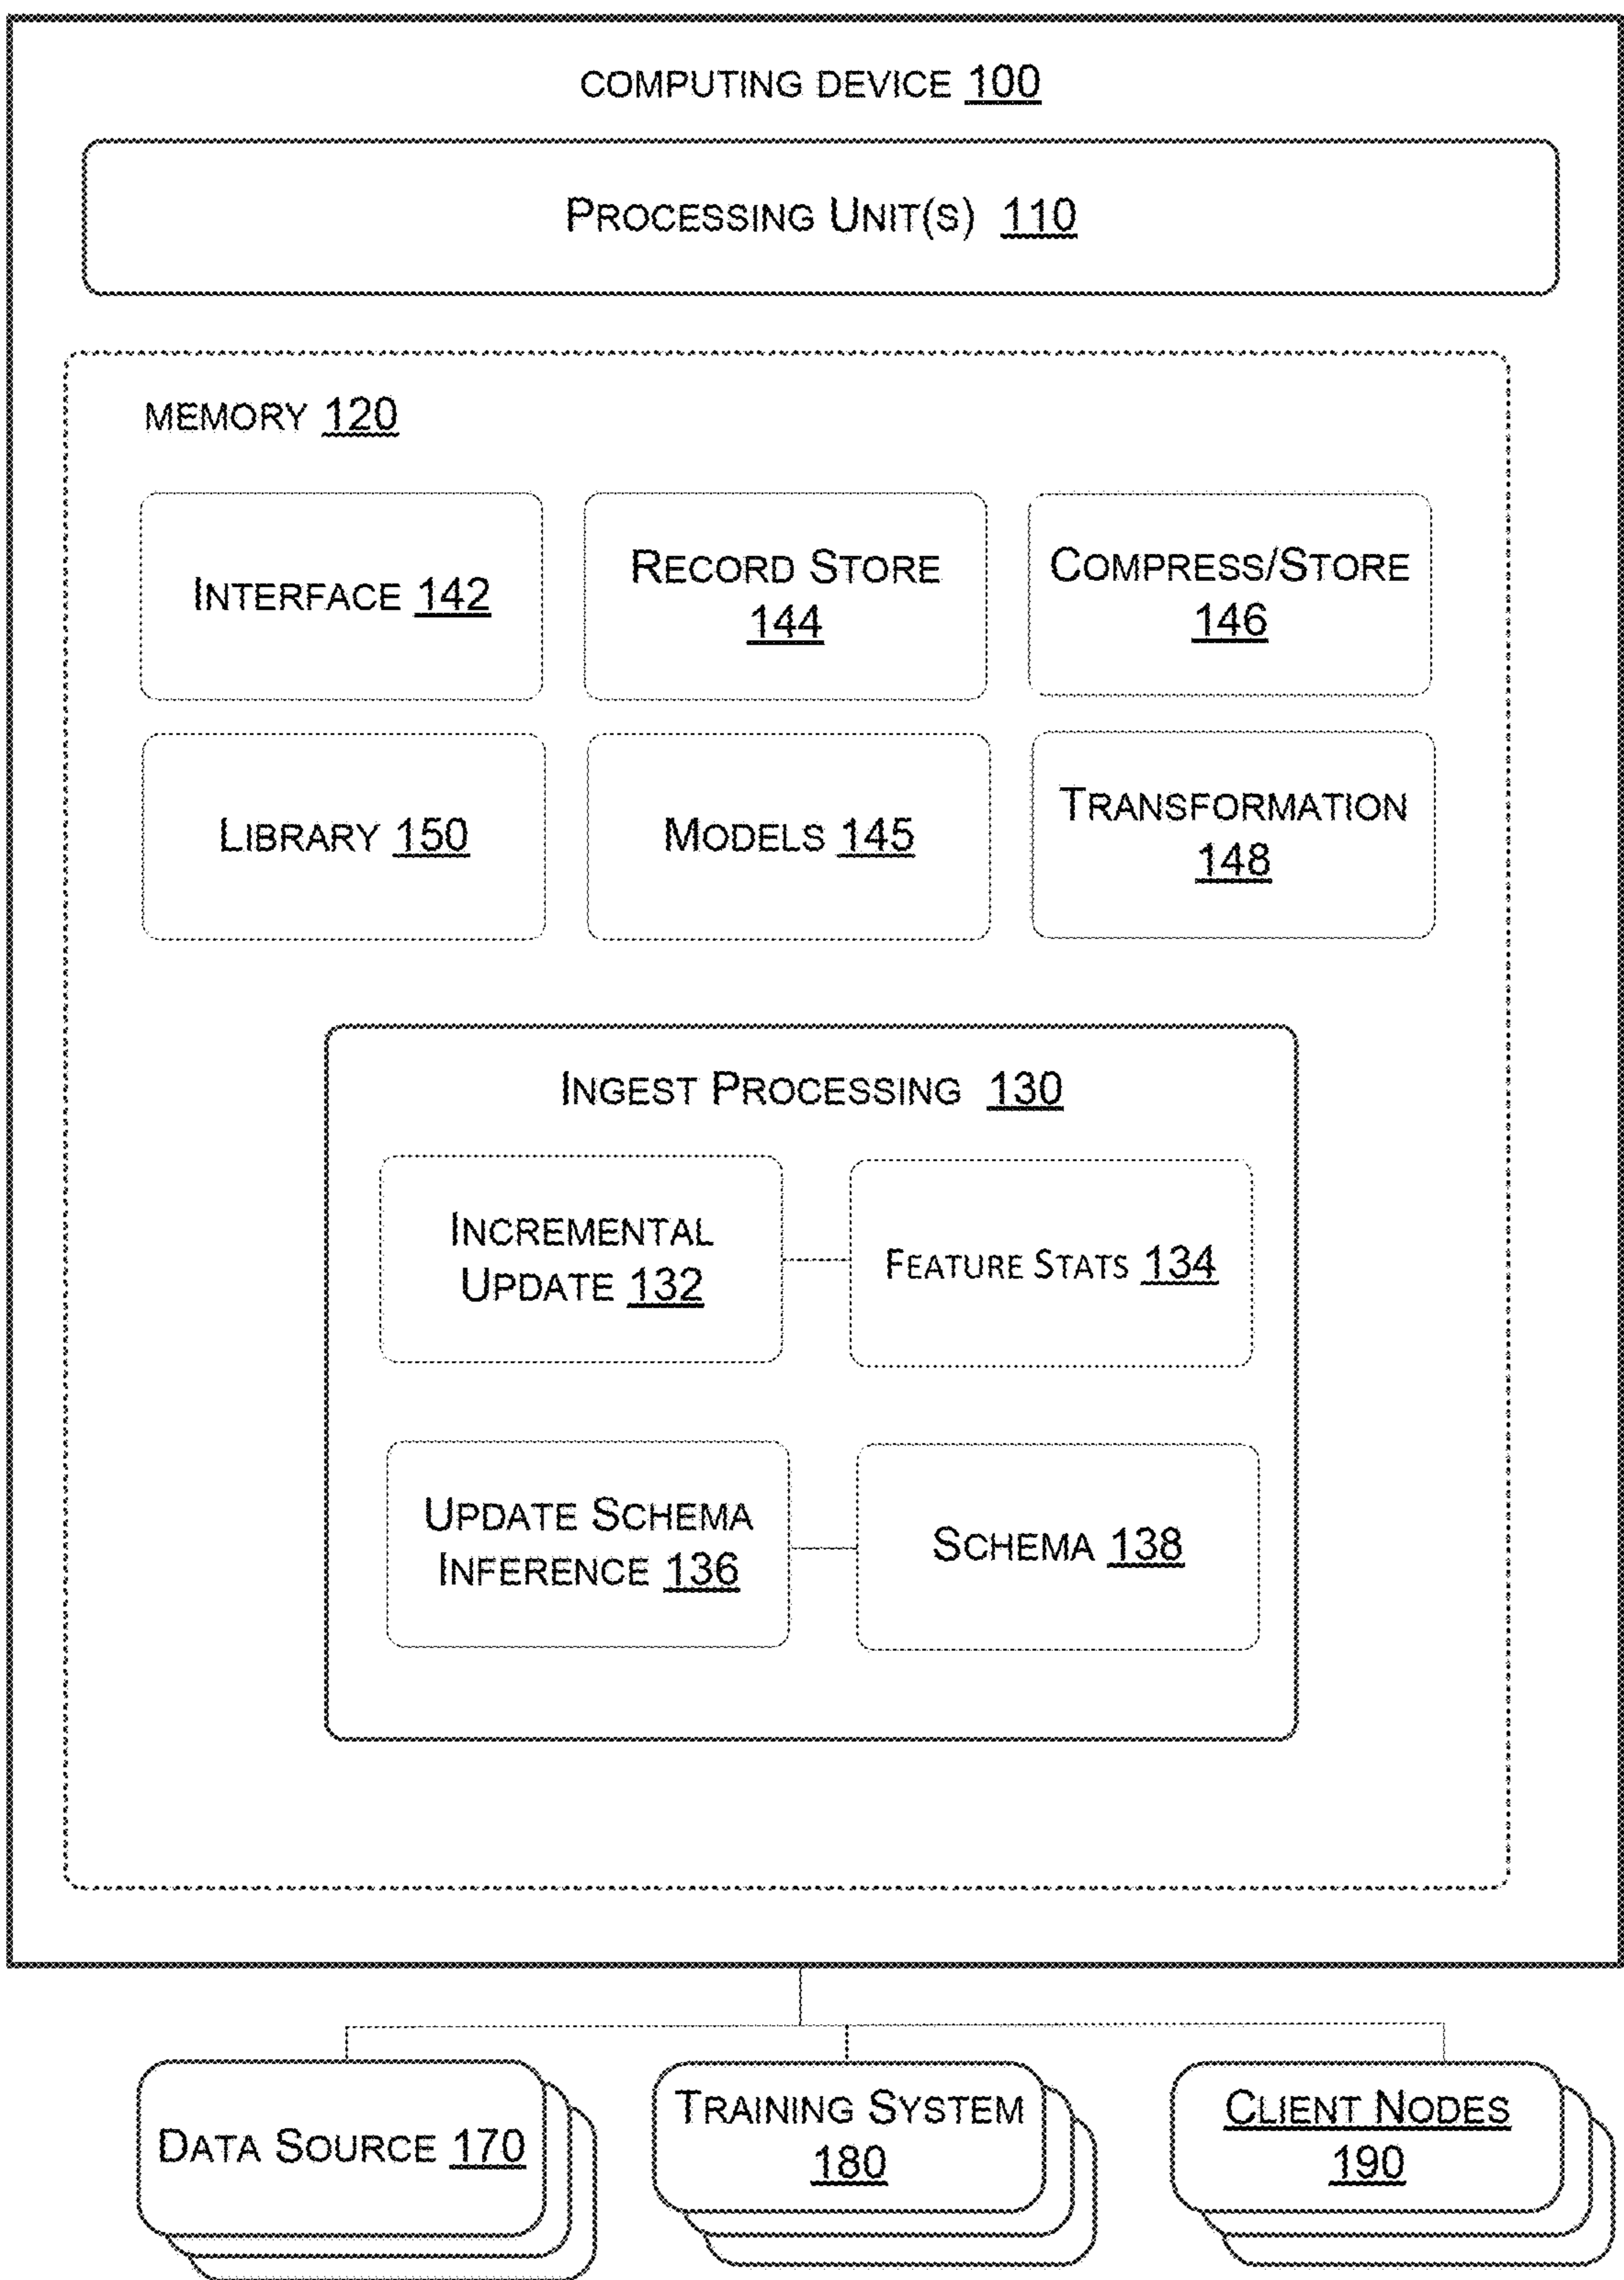 COMPUTING DEVICE 100
PROCESSING UNIT(S) 110
MEMORY 120
INTERFACE 142
RECORD STORE
144
COMPRESS/STORE
146
LIBRARY 150
MODELS 145
TRANSFORMATION
148
INGEST PROCESSING 130
INCREMENTAL
UPDATE 132
FEATURE STATS 134
UPDATE SCHEMA
INFERENCE 136
SCHEMA 138
DATA SOURCE 170
TRAINING SYSTEM
180
CLIENT NODES
190